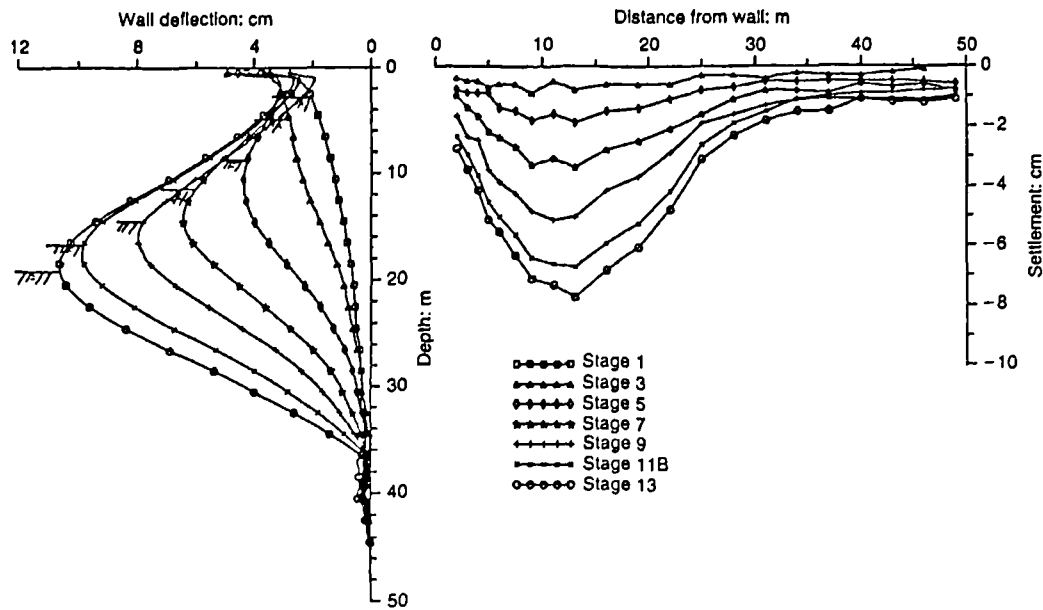 Wall deflection: cm
12 8 4 0
0
10
20
30
40
50
Depth: m
Distance from wall: m
0 10 20 30 40 50
0
−2
−4
−6
−8
−10
Settlement: cm
Stage 1
Stage 3
Stage 5
Stage 7
Stage 9
Stage 11B
Stage 13